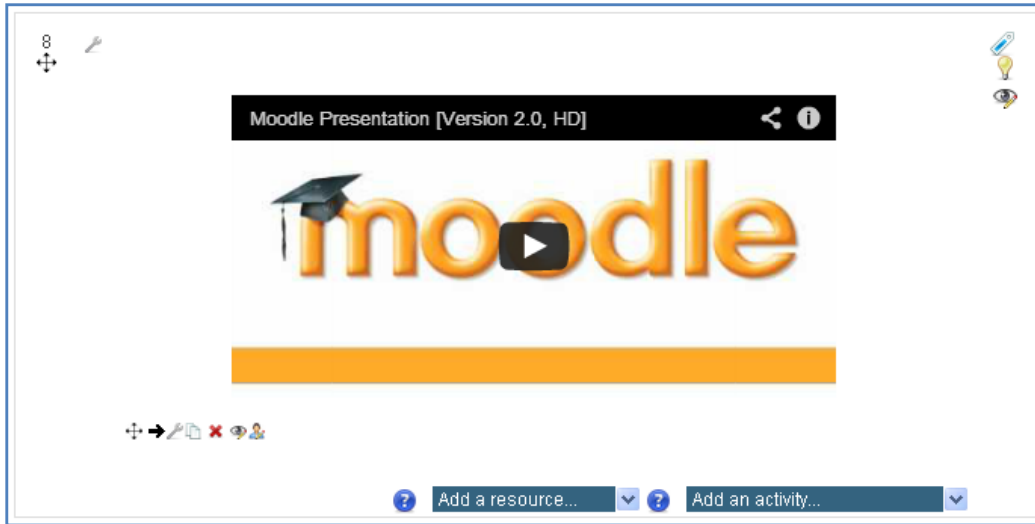 8
Moodle Presentation [Version 2.0, HD]
moodle
Add a resource... Add an activity...